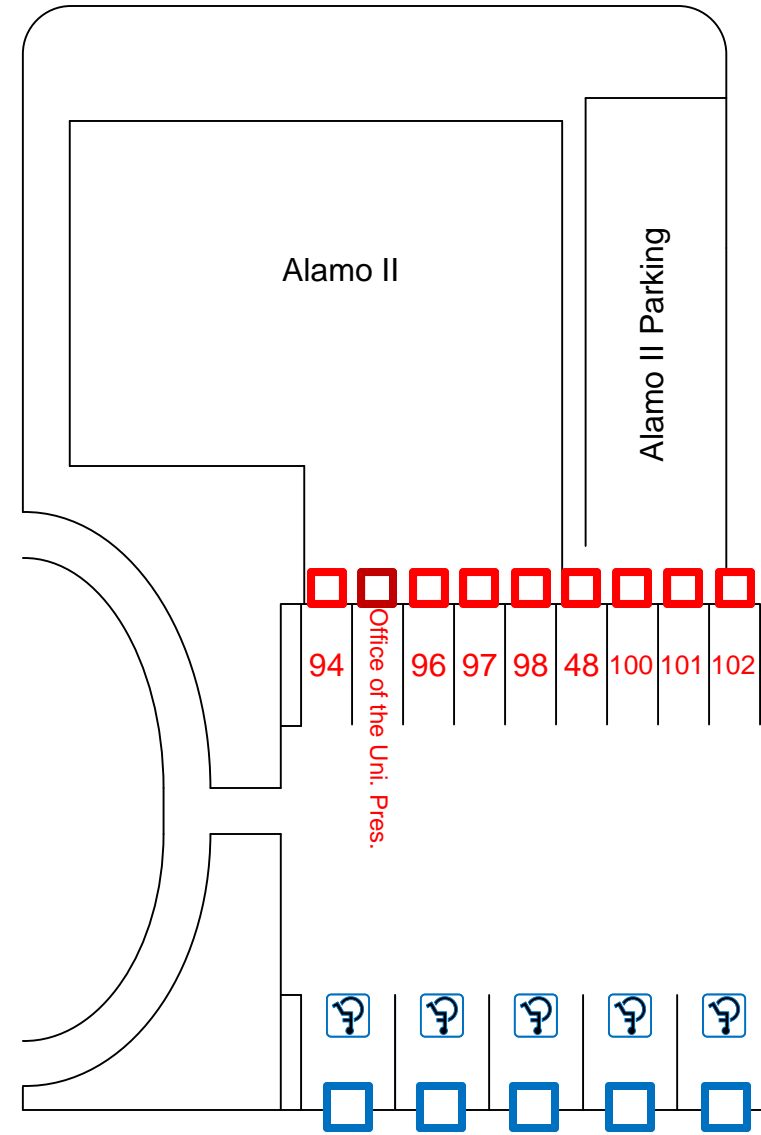 Alamo II
Alamo II Parking
94
Office of the Uni. Pres.
96
97
98
48
100
101
102